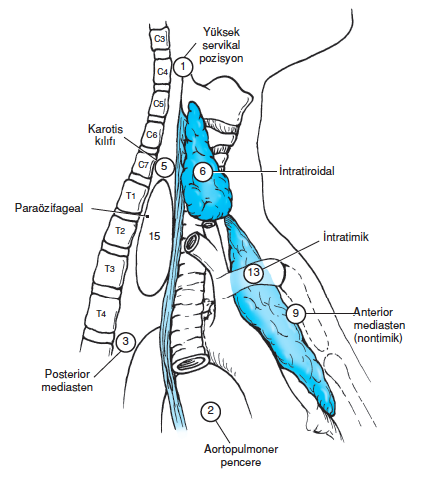 C3
Yüksek
servikal
pozisyon
C4
1
C5
Karotis
kılıfı
C6
C7
5
6
İntratiroidal
T1
Paraözifageal
T2
15
İntratimik
T3
13
T4
9
Anterior
mediasten
(nontimik)
3
Posterior
mediasten
2
Aortopulmoner
pencere